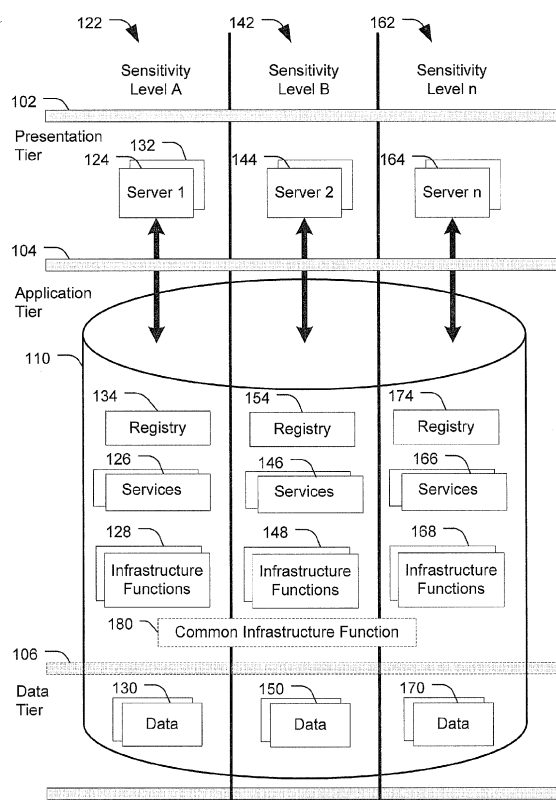 122
142
162
Sensitivity Level A
Sensitivity Level B
Sensitivity Level n
102
Presentation Tier
132
124
144
164
Server 1
Server 2
Server n
104
Application Tier
110
134
154
174
Registry
Registry
Registry
126
146
166
Services
Services
Services
128
148
168
Infrastructure Functions
Infrastructure Functions
Infrastructure Functions
180
Common Infrastructure Function
106
Data Tier
130
150
170
Data
Data
Data